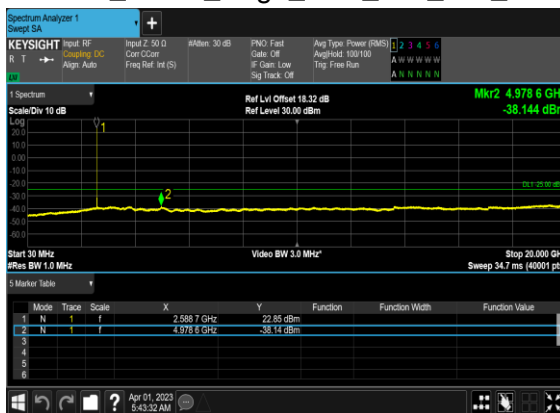 Spectrum Analyzer 1
Swept SA
KEYSIGHT Input: RF Input Z: 50 Ω #Atten: 30 dB PNO: Fast Avg Type: Power (RMS) 1 2 3 4 5 6
R T Coupling: DC Corr CCorr Gate: Off Avg|Hold: 100/100 A W W W W W
Align: Auto Freq Ref: Int (S) IF Gain: Low Trig: Free Run
LU Sig Track: Off A N N N N N
1 Spectrum Ref Lvl Offset 18.32 dB Mkr2 4.978 6 GH
Scale/Div 10 dB Ref Level 30.00 dBm -38.144 dBr
Log
20.0 1
10.0
0.00
-10.0
-20.0 DL1 -25.00 dB
-30.0 2
-40.0
-50.0
-60.0
Start 30 MHz Video BW 3.0 MHz* Stop 20.000 GH
#Res BW 1.0 MHz Sweep 34.7 ms (40001 pt
5 Marker Table
Mode Trace Scale X Y Function Function Width Function Value
1 N 1 f 2.588 7 GHz 22.85 dBm
2 N 1 f 4.978 6 GHz -38.14 dBm
3
4
5
6
? Apr 01, 2023
5:43:32 AM